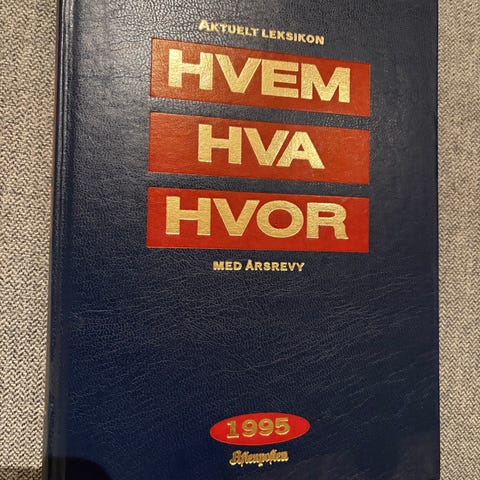 AKTUELT LEKSIKON
HVEM
HVA
HVOR
MED ÅRSREVY
1995
Aftenposten